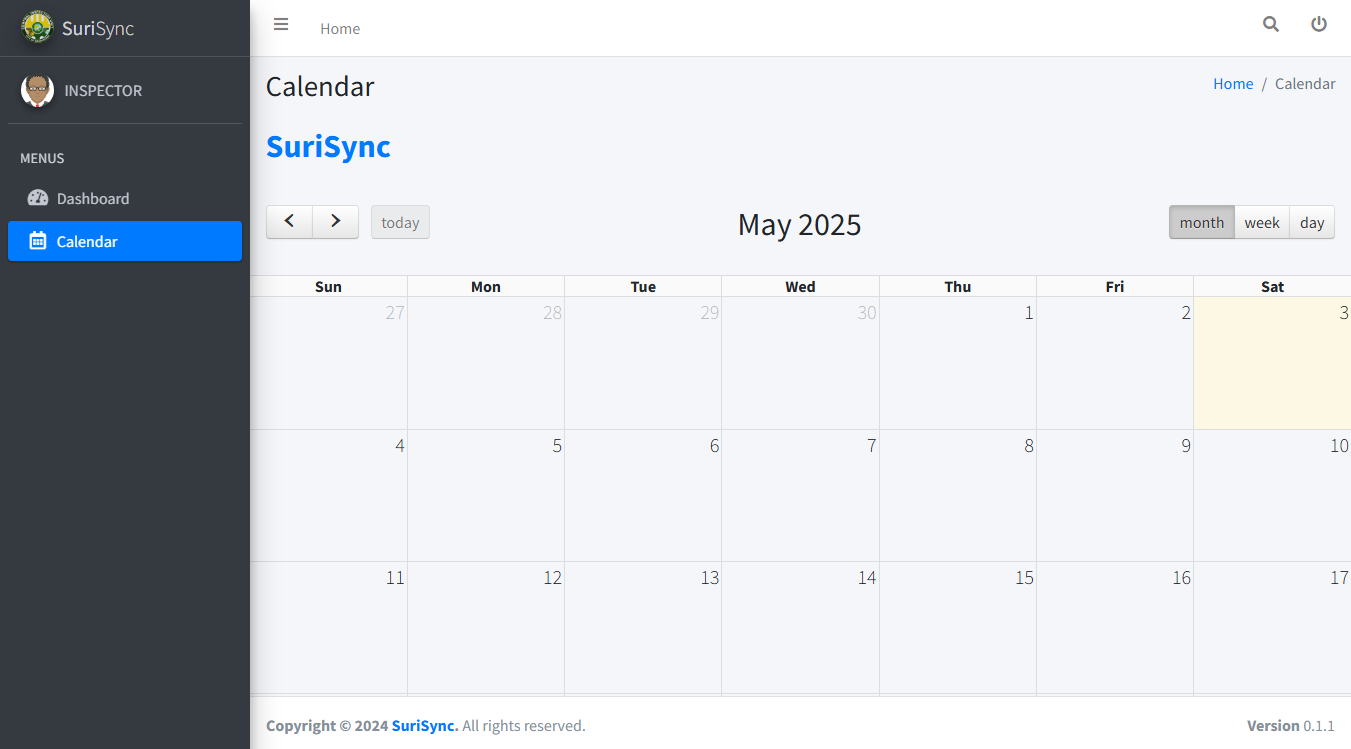 SuriSync
Home
INSPECTOR
MENUS
Dashboard
Calendar
Calendar
Home / Calendar
SuriSync
today
May 2025
month week day
Sun Mon Tue Wed Thu Fri Sat
27 28 29 30 1 2 3
4 5 6 7 8 9 10
11 12 13 14 15 16 17
Copyright © 2024 SuriSync. All rights reserved.
Version 0.1.1